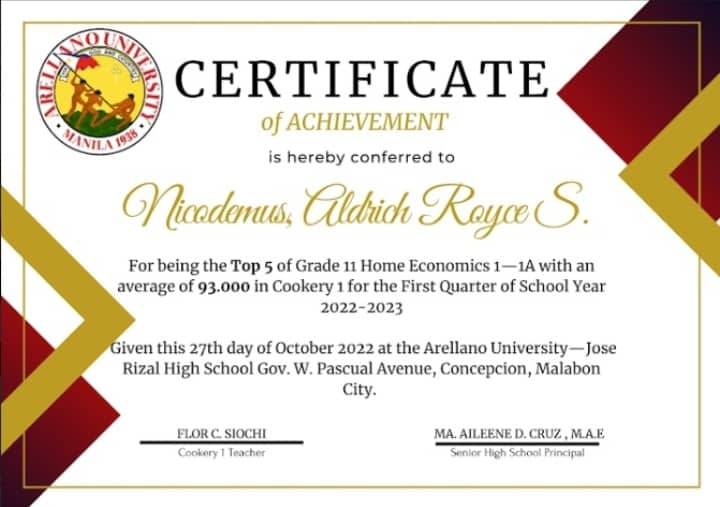 ARELLANO UNIVERSITY
MANILA 1938
CERTIFICATE
of ACHIEVEMENT
is hereby conferred to
Nicodemus, Aldrich Royce S.
For being the Top 5 of Grade 11 Home Economics 1—1A with an
average of 93.000 in Cookery 1 for the First Quarter of School Year
2022-2023
Given this 27th day of October 2022 at the Arellano University—Jose
Rizal High School Gov. W. Pascual Avenue, Concepcion, Malabon
City.
FLOR C. SIOCHI
Cookery 1 Teacher
MA. AILEENE D. CRUZ , M.A.E
Senior High School Principal